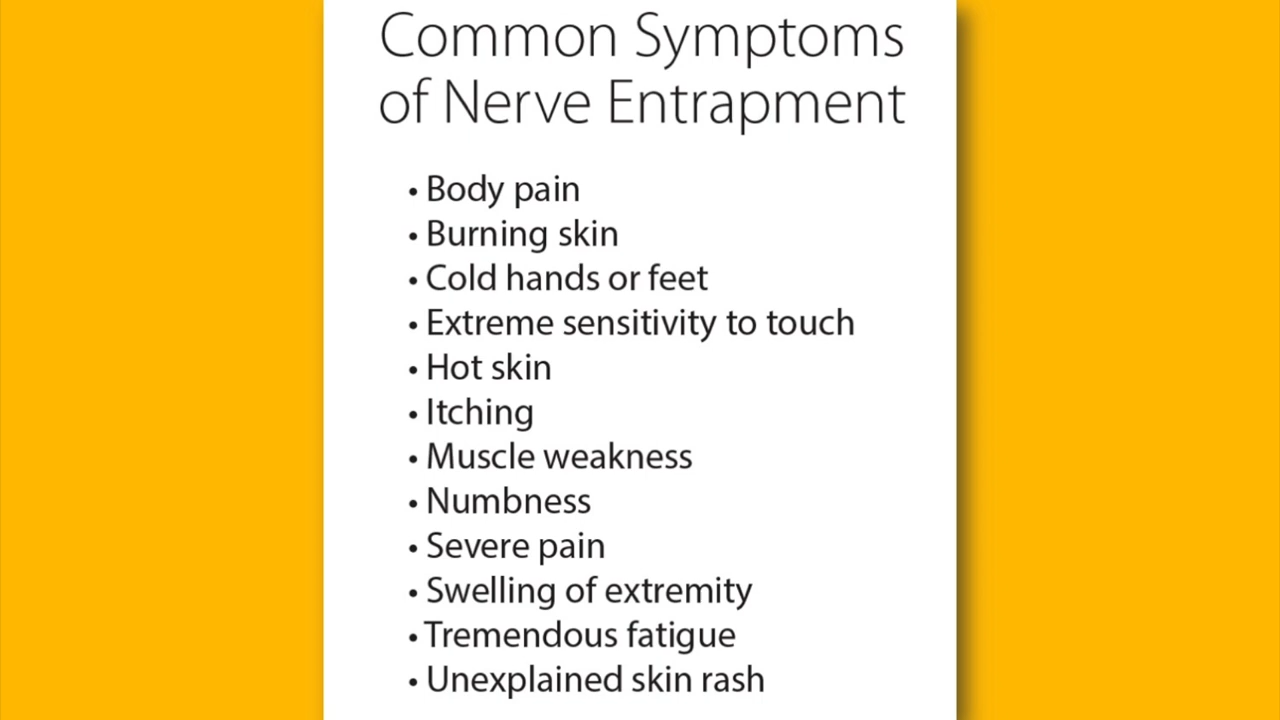 Common Symptoms
of Nerve Entrapment
• Body pain
• Burning skin
• Cold hands or feet
• Extreme sensitivity to touch
• Hot skin
• Itching
• Muscle weakness
• Numbness
• Severe pain
• Swelling of extremity
• Tremendous fatigue
• Unexplained skin rash